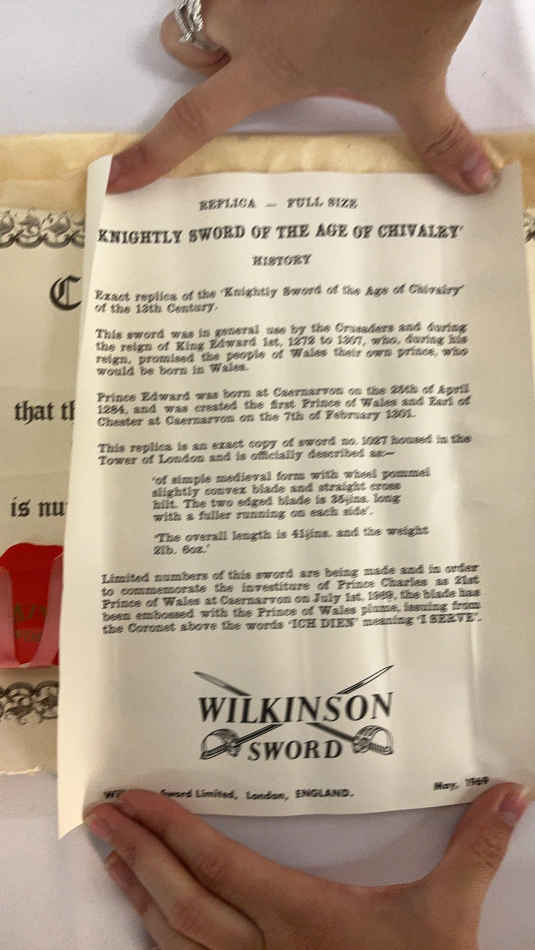 REPLICA — FULL SIZE
KNIGHTLY SWORD OF THE AGE OF CHIVALRY'
HISTORY
Exact replica of the 'Knightly Sword of the Age of Chivalry'
of the 13th Century.
This sword was in general use by the Crusaders and during
the reign of King Edward 1st, 1272 to 1307, who, during his
reign, promised the people of Wales their own prince, who
would be born in Wales.
Prince Edward was born at Caernarvon on the 25th of April
1284, and was created the first Prince of Wales and Earl of
Chester at Caernarvon on the 7th of February 1301.
This replica is an exact copy of sword no. 1027 housed in the
Tower of London and is officially described as:—
'of simple medieval form with wheel pommel
slightly convex blade and straight cross
hilt. The two edged blade is long
with a fuller running on each side'.
'The overall length is and the weight
2lb. 6oz.'
Limited numbers of this sword are being made and in order
to commemorate the investiture of Prince Charles as 21st
Prince of Wales at Caernarvon on July 1st, 1969, the blade has
been embossed with the Prince of Wales plume, issuing from
the Coronet above the words 'ICH DIEN' meaning 'I SERVE'.
WILKINSON
SWORD
Sword Limited, London, ENGLAND.
May, 1969
C
that th
is nu